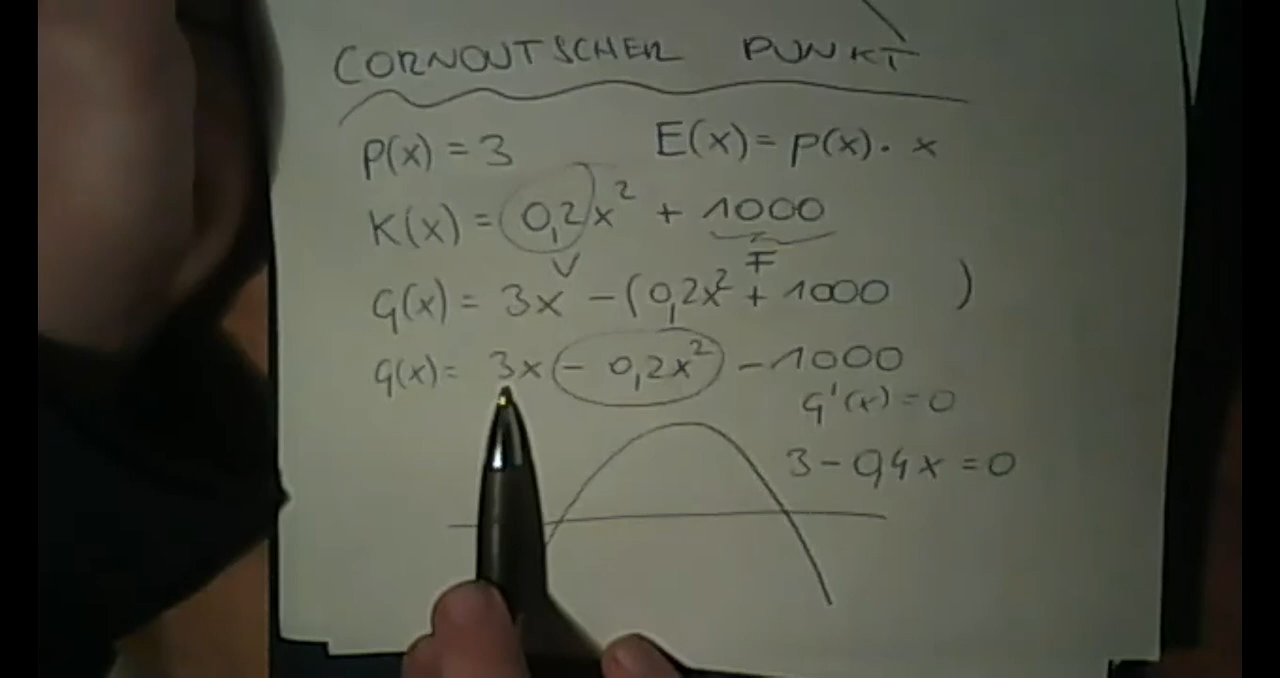 CORNOUTSCHER PUNKT
P(x) = 3 E(x) = p(x) · x
K(x) = 0,2x² + 1000
V F
G(x) = 3x - (0,2x² + 1000 )
G(x) = 3x - 0,2x² - 1000
G'(x) = 0
3 - 0,4x = 0